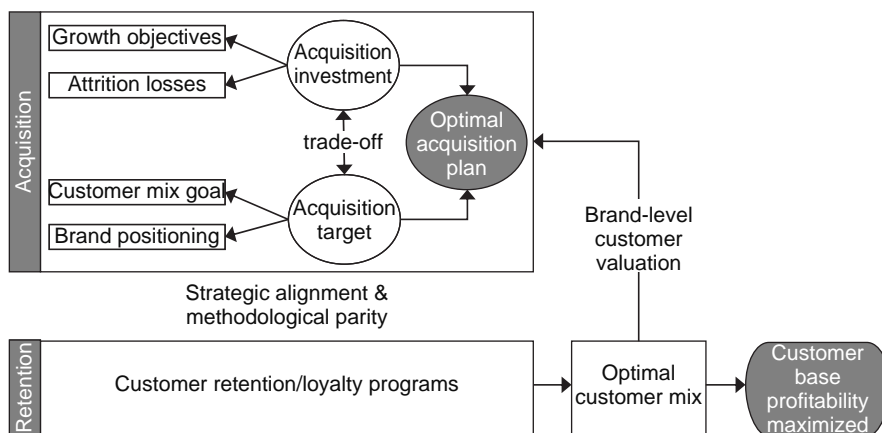 Acquisition
Growth objectives
Attrition losses
Acquisition
investment
trade-off
Optimal
acquisition
plan
Customer mix goal
Brand positioning
Acquisition
target
Brand-level
customer
valuation
Strategic alignment &
methodological parity
Retention
Customer retention/loyalty programs
Optimal
customer mix
Customer
base
profitability
maximized